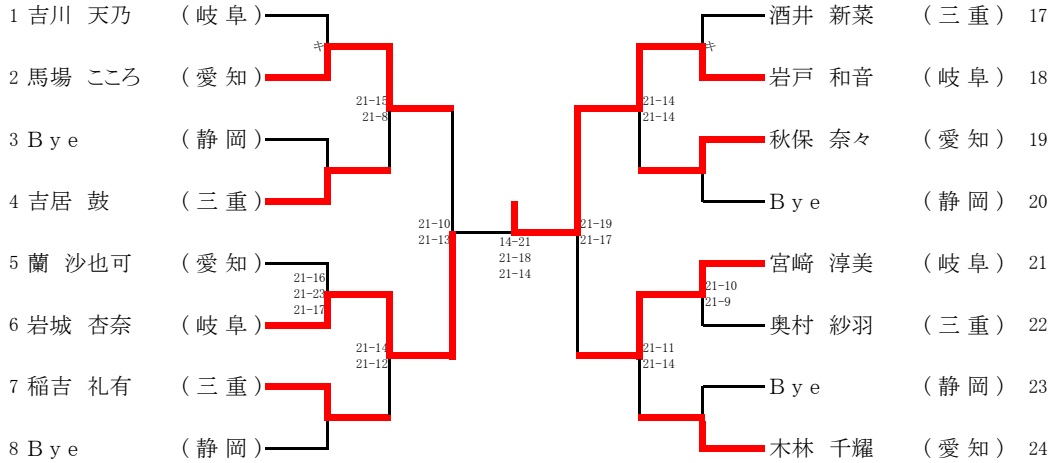 1 吉川 天乃 (岐阜)
キ
2 馬場 こころ (愛知)
21-15
21-8
3 Bye (静岡)
4 吉居 鼓 (三重)
21-10
21-13
5 蘭 沙也可 (愛知)
21-16
21-23
21-17
6 岩城 杏奈 (岐阜)
21-14
21-12
7 稲吉 礼有 (三重)
8 Bye (静岡)
14-21
21-18
21-14
酒井 新菜 (三重) 17
キ
岩戸 和音 (岐阜) 18
21-14
21-14
秋保 奈々 (愛知) 19
Bye (静岡) 20
21-19
21-17
宮﨑 淳美 (岐阜) 21
21-10
21-9
奥村 紗羽 (三重) 22
21-11
21-14
Bye (静岡) 23
木林 千耀 (愛知) 24